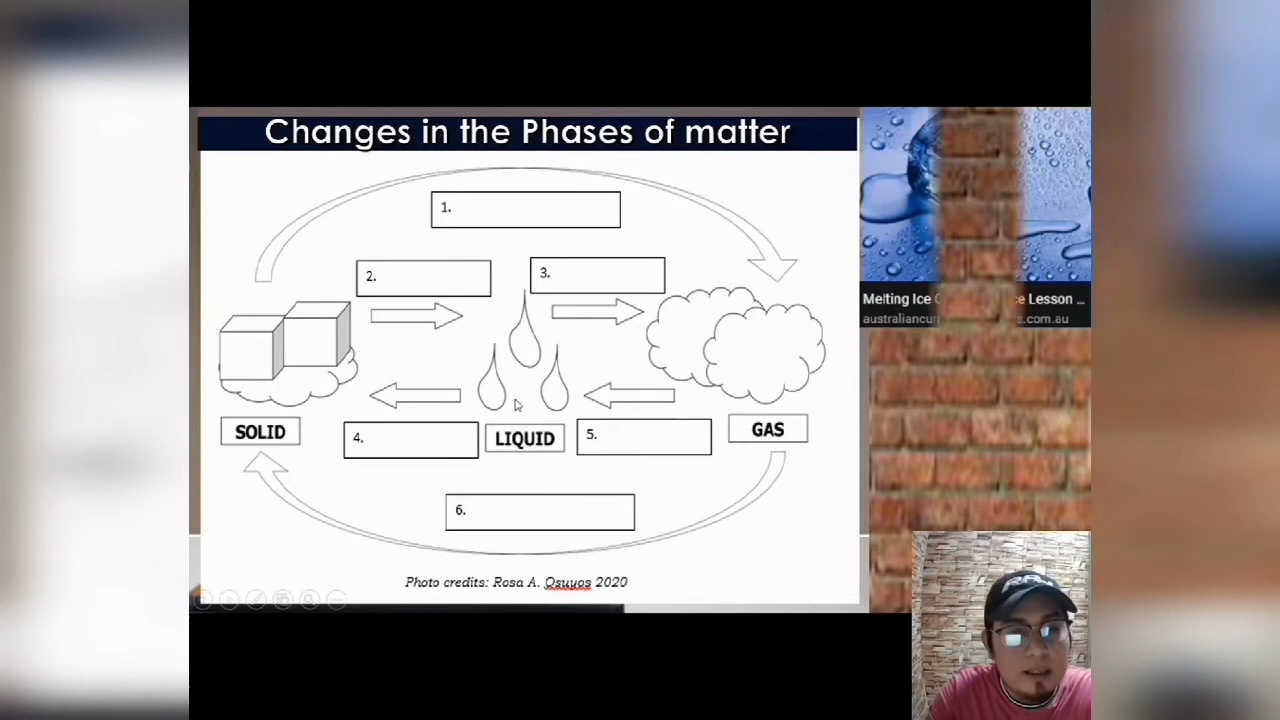 Changes in the Phases of matter
1.
2.
3.
4.
5.
6.
SOLID
LIQUID
GAS
Photo credits: Rosa A. Osuyos 2020
Melting Ice
Lesson ...
australiancur
s.com.au